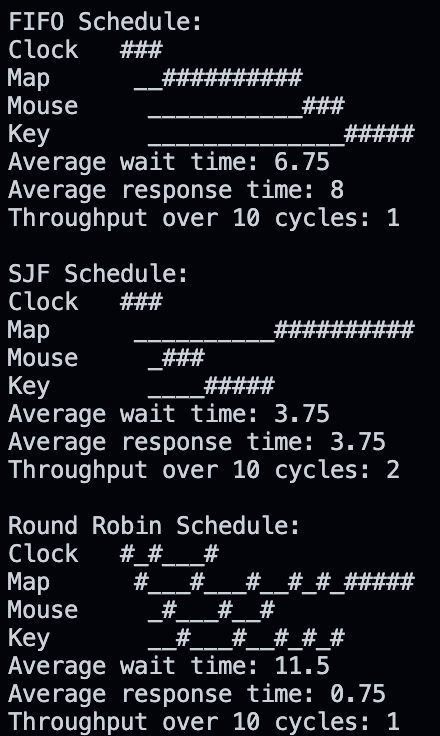 FIFO Schedule:
Clock   ###
Map      __##########
Mouse     ___________###
Key       ______________#####
Average wait time: 6.75
Average response time: 8
Throughput over 10 cycles: 1

SJF Schedule:
Clock   ###
Map      __________##########
Mouse     _###
Key       ____#####
Average wait time: 3.75
Average response time: 3.75
Throughput over 10 cycles: 2

Round Robin Schedule:
Clock   #_#___#
Map      #___#___#__#_#_#####
Mouse     _#___#__#
Key       __#___#__#_#_#
Average wait time: 11.5
Average response time: 0.75
Throughput over 10 cycles: 1